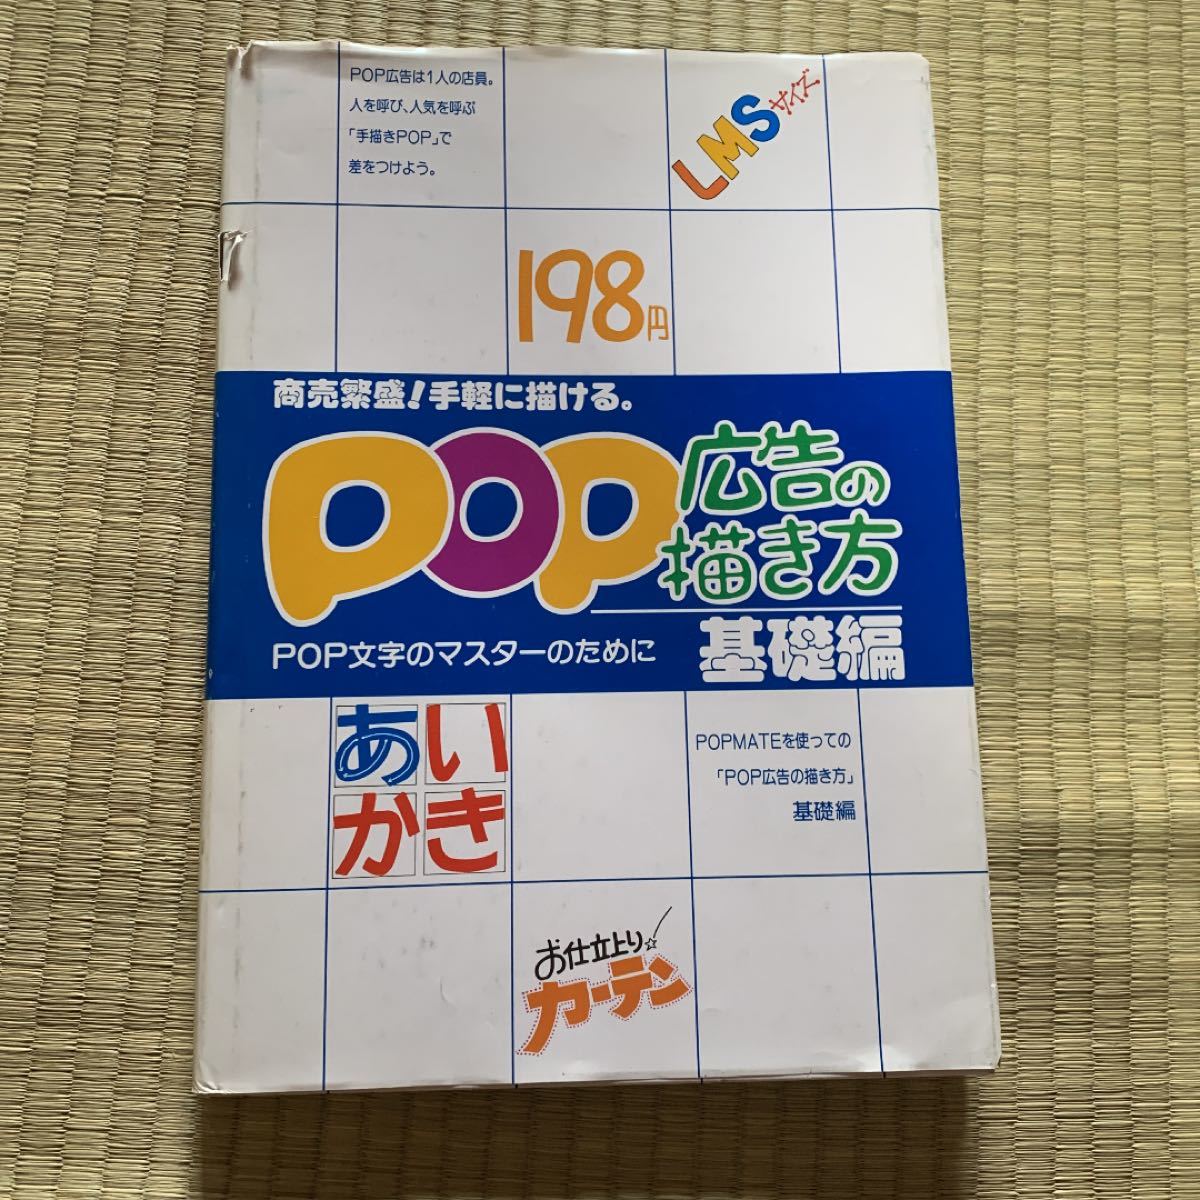 POP広告は1人の店員。
人を呼び、人気を呼ぶ
「手描きPOP」で
差をつけよう。
LMSサイズ
198円
商売繁盛!手軽に描ける。
POP広告の
描き方
基礎編
POP文字のマスターのために
あい
かき
POPMATEを使っての
「POP広告の描き方」
基礎編
お仕立上り
カーテン